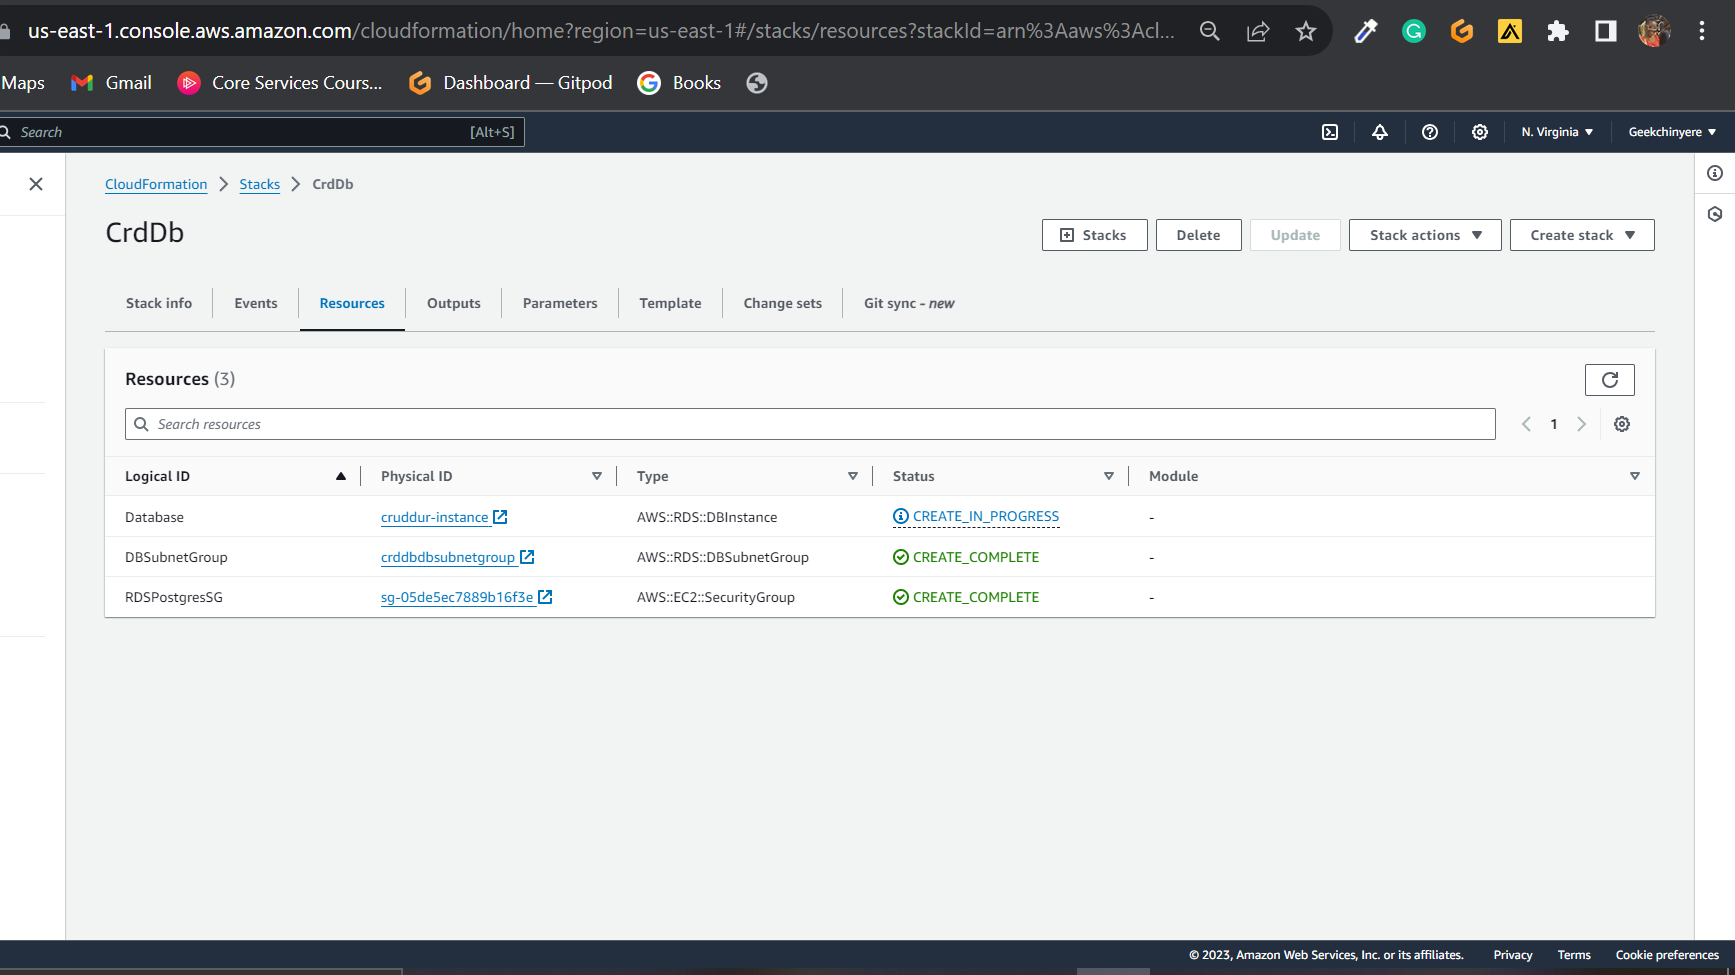 us-east-1.console.aws.amazon.com/cloudformation/home?region=us-east-1#/stacks/resources?stackId=arn%3Aaws%3Acl...
Maps Gmail Core Services Cours... Dashboard — Gitpod Books
Search [Alt+S] N. Virginia Geekchinyere
CloudFormation Stacks CrdDb
CrdDb
Stacks Delete Update Stack actions Create stack
Stack info Events Resources Outputs Parameters Template Change sets Git sync - new
Resources (3)
Search resources 1
Logical ID Physical ID Type Status Module
Database cruddur-instance AWS::RDS::DBInstance CREATE_IN_PROGRESS -
DBSubnetGroup crddbdbsubnetgroup AWS::RDS::DBSubnetGroup CREATE_COMPLETE -
RDSPostgresSG sg-05de5ec7889b16f3e AWS::EC2::SecurityGroup CREATE_COMPLETE -
© 2023, Amazon Web Services, Inc. or its affiliates. Privacy Terms Cookie preferences